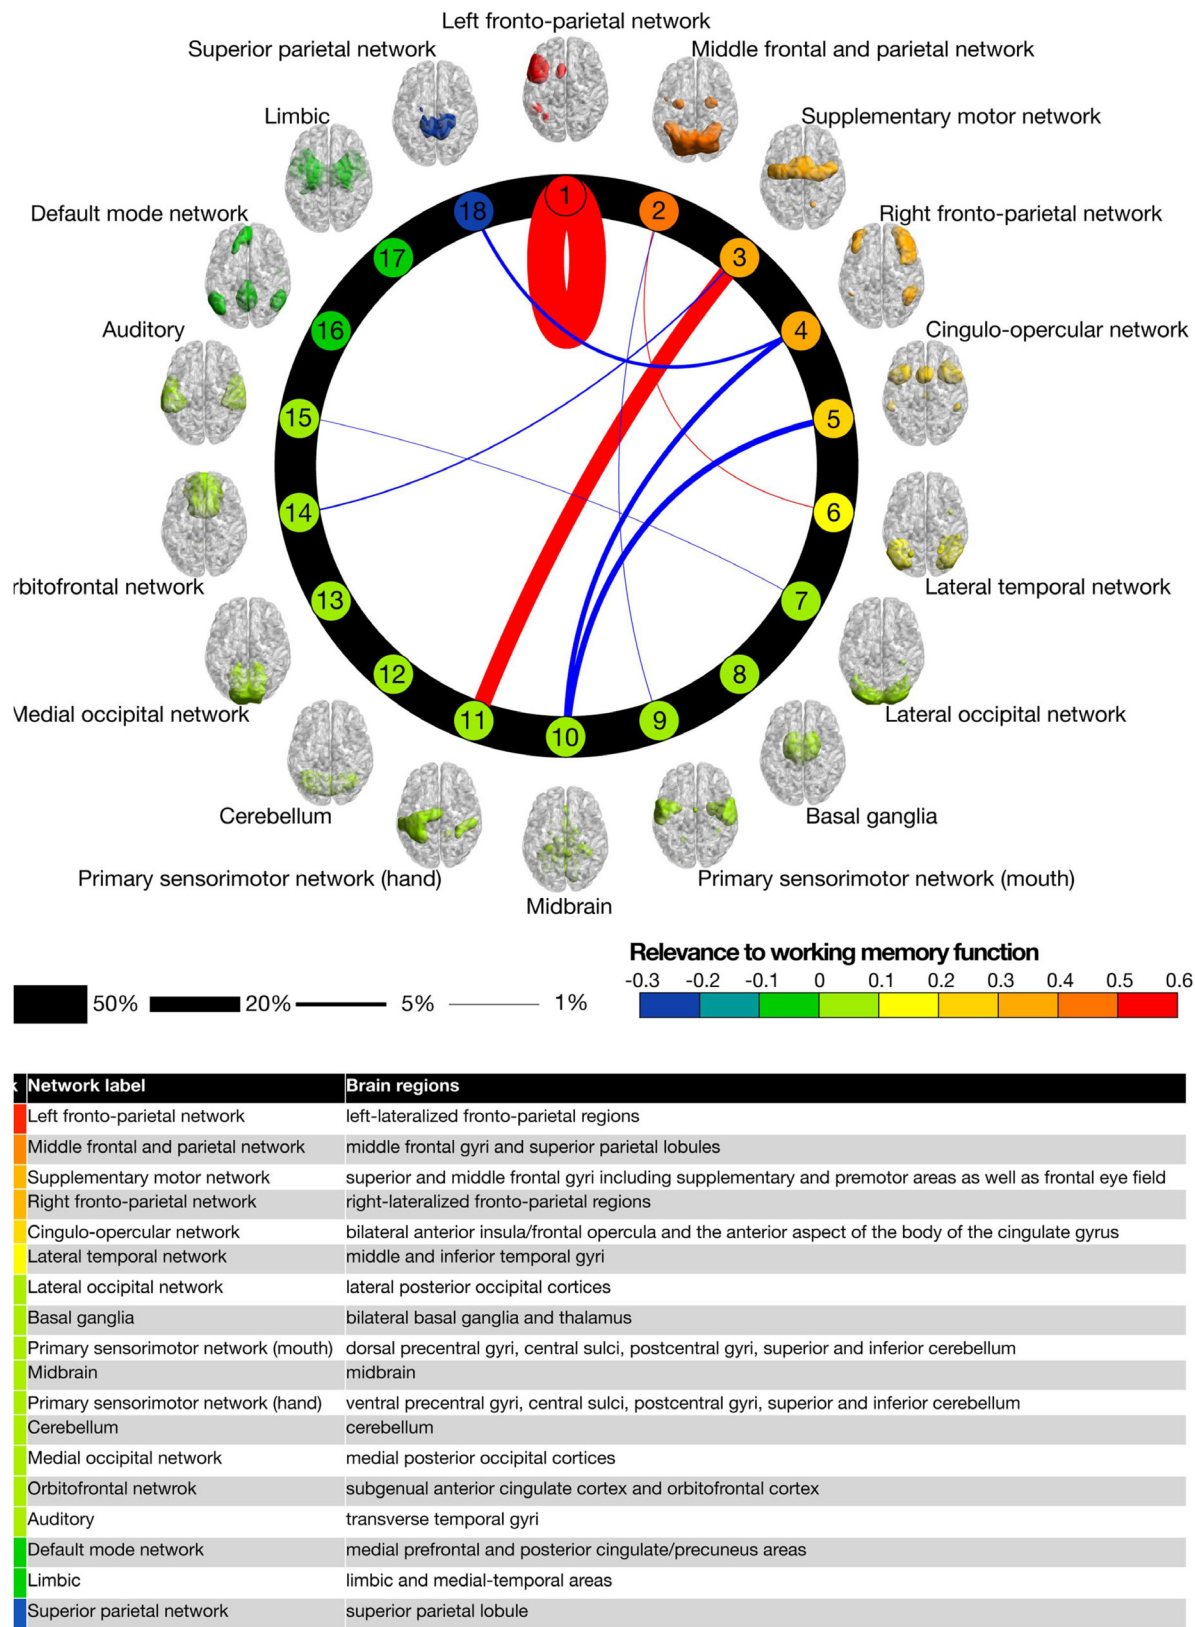 Left fronto-parietal network
Superior parietal network
Middle frontal and parietal network
Limbic
Supplementary motor network
Default mode network
Right fronto-parietal network
Auditory
Cingulo-opercular network
rbitofrontal network
Lateral temporal network
Medial occipital network
Lateral occipital network
Cerebellum
Basal ganglia
Primary sensorimotor network (hand)
Primary sensorimotor network (mouth)
Midbrain
1
2
3
4
5
6
7
8
9
10
11
12
13
14
15
16
17
18
Relevance to working memory function
-0.3 -0.2 -0.1 0 0.1 0.2 0.3 0.4 0.5 0.6
50% 20% 5% 1%
k Network label Brain regions
Left fronto-parietal network left-lateralized fronto-parietal regions
Middle frontal and parietal network middle frontal gyri and superior parietal lobules
Supplementary motor network superior and middle frontal gyri including supplementary and premotor areas as well as frontal eye field
Right fronto-parietal network right-lateralized fronto-parietal regions
Cingulo-opercular network bilateral anterior insula/frontal opercula and the anterior aspect of the body of the cingulate gyrus
Lateral temporal network middle and inferior temporal gyri
Lateral occipital network lateral posterior occipital cortices
Basal ganglia bilateral basal ganglia and thalamus
Primary sensorimotor network (mouth) dorsal precentral gyri, central sulci, postcentral gyri, superior and inferior cerebellum
Midbrain midbrain
Primary sensorimotor network (hand) ventral precentral gyri, central sulci, postcentral gyri, superior and inferior cerebellum
Cerebellum cerebellum
Medial occipital network medial posterior occipital cortices
Orbitofrontal netwrok subgenual anterior cingulate cortex and orbitofrontal cortex
Auditory transverse temporal gyri
Default mode network medial prefrontal and posterior cingulate/precuneus areas
Limbic limbic and medial-temporal areas
Superior parietal network superior parietal lobule